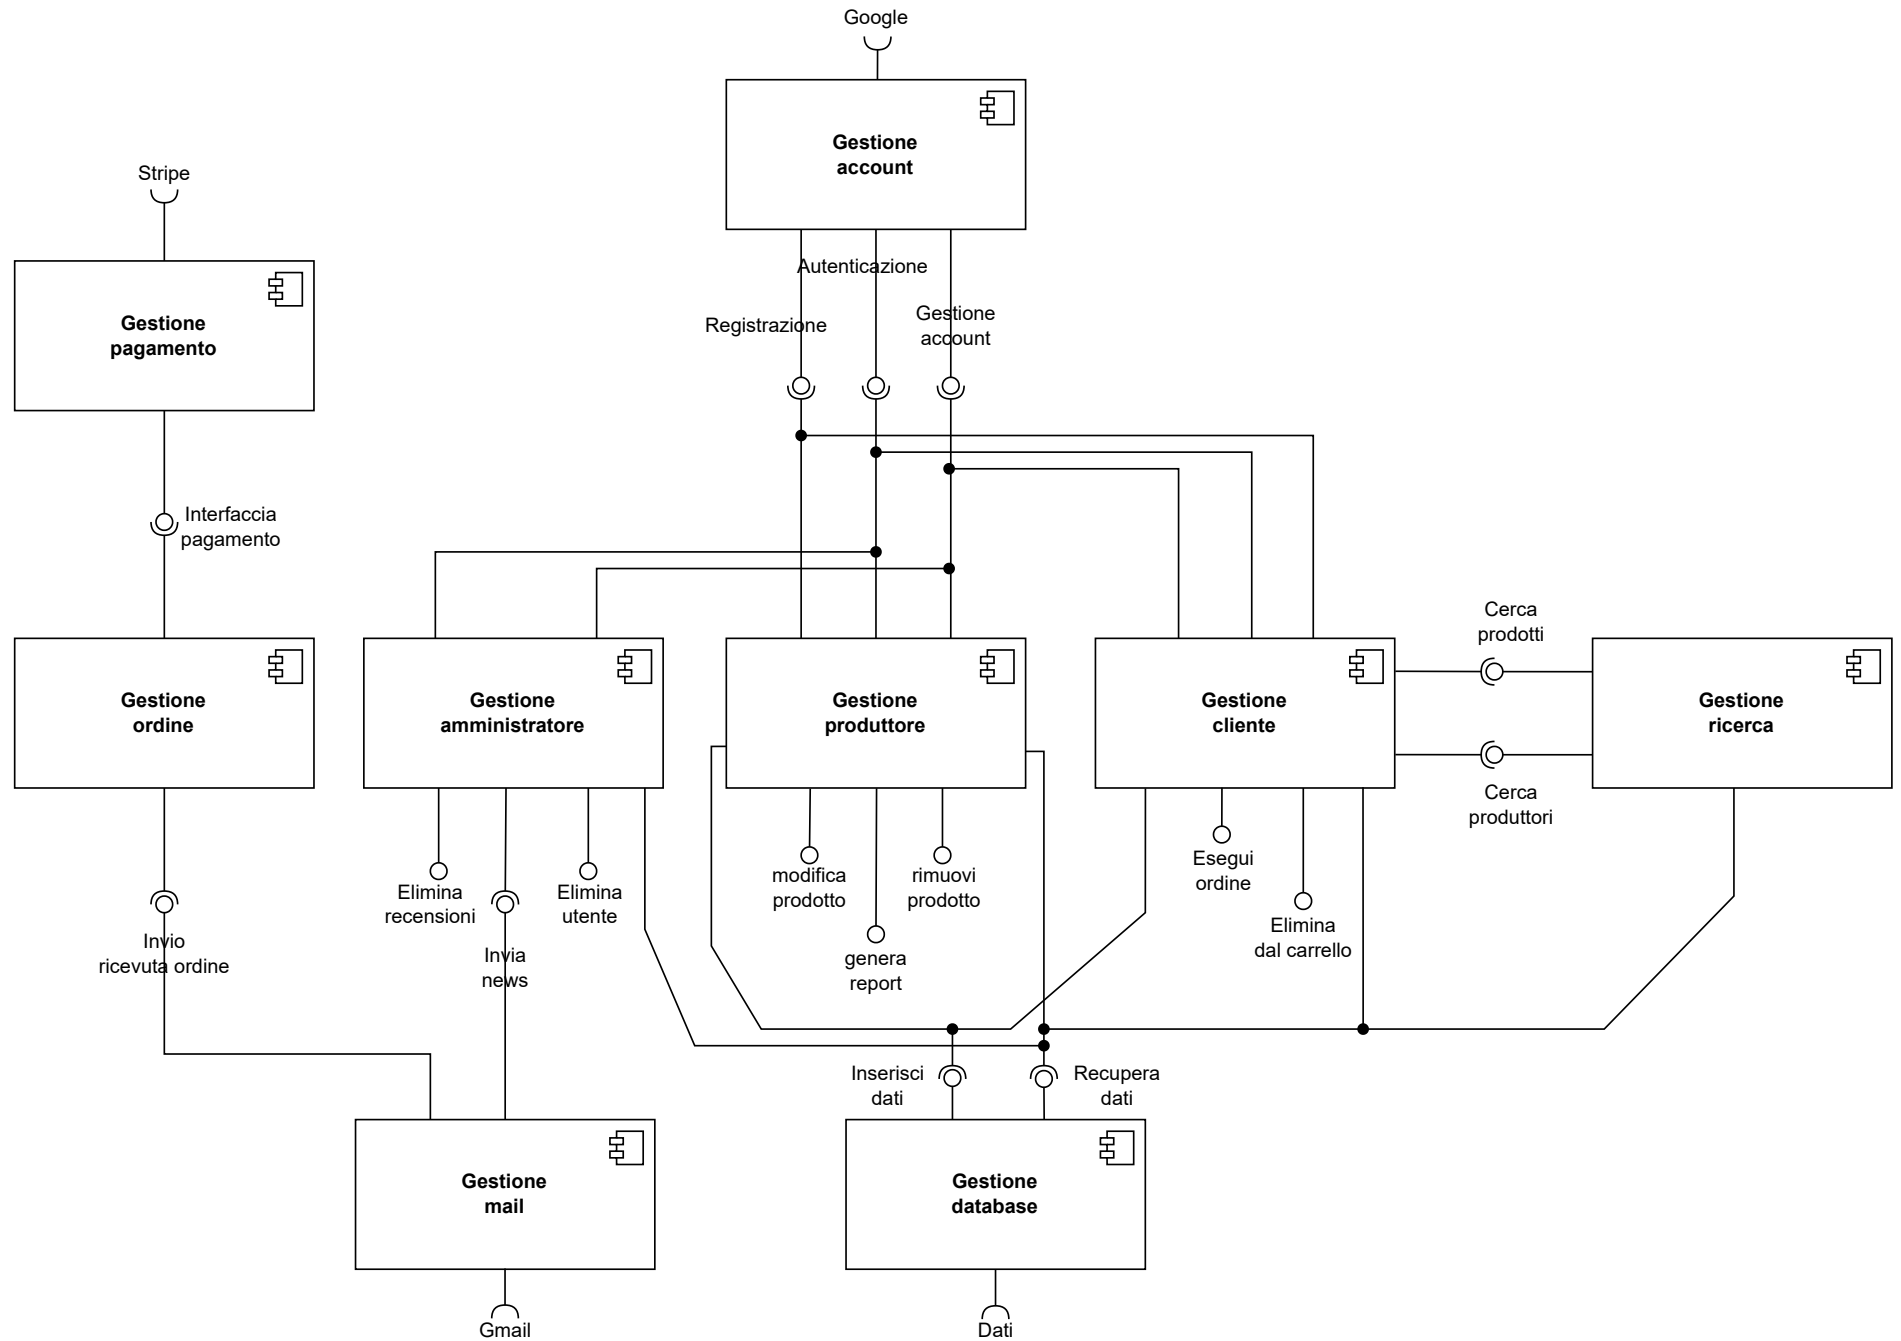 Google
Gestione
account
Stripe
Autenticazione
Gestione
account
Registrazione
Gestione
pagamento
Interfaccia
pagamento
Cerca
prodotti
Gestione
ordine
Gestione
amministratore
Gestione
produttore
Gestione
cliente
Gestione
ricerca
Cerca
produttori
Elimina
recensioni
Elimina
utente
modifica
prodotto
rimuovi
prodotto
Esegui
ordine
Elimina
dal carrello
Invio
ricevuta ordine
Invia
news
genera
report
Inserisci
dati
Recupera
dati
Gestione
mail
Gestione
database
Gmail
Dati